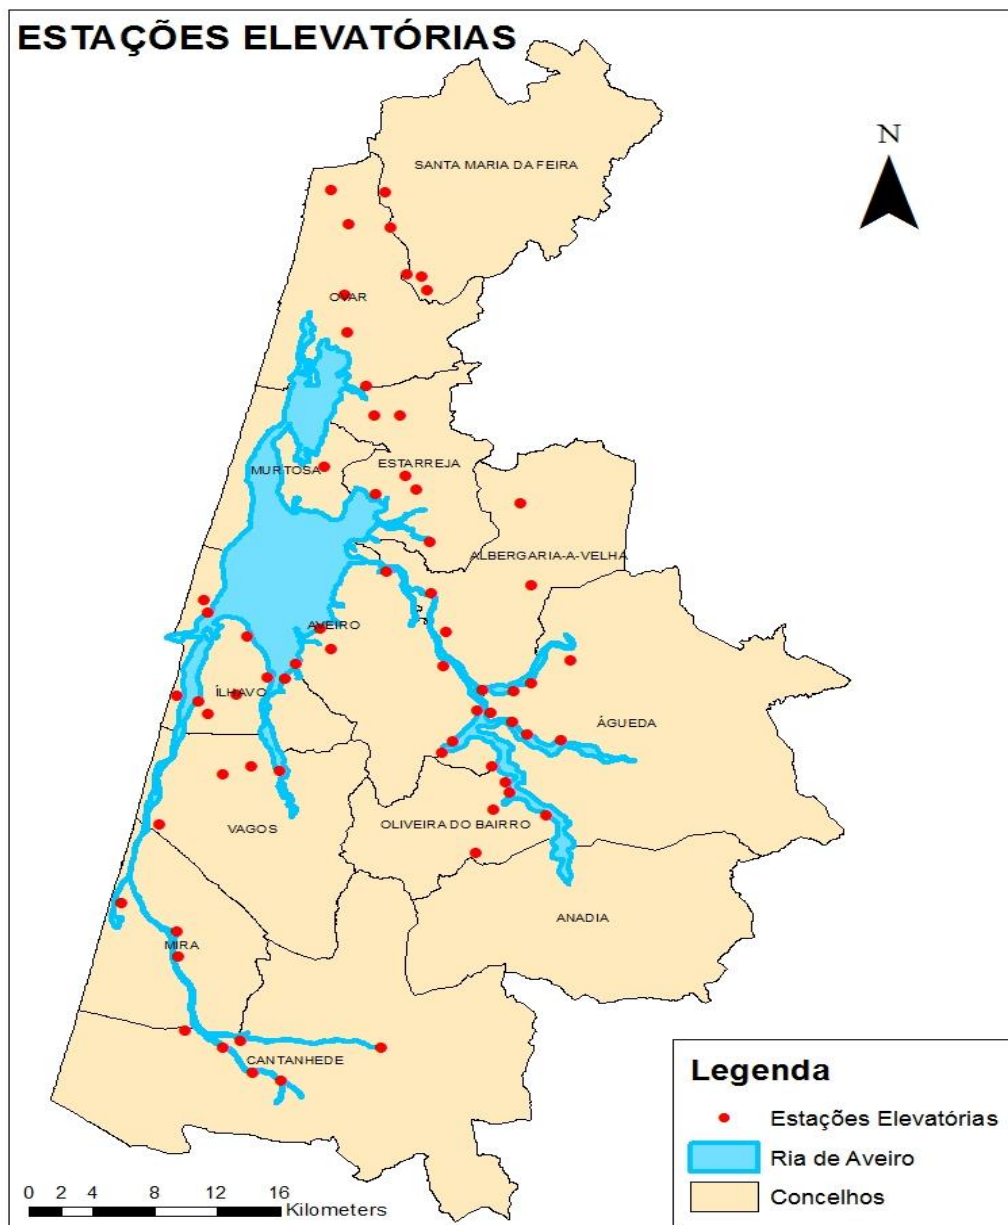 ESTAÇÕES ELEVATÓRIAS
N
SANTA MARIA DA FEIRA
OVAR
MURTOSA
ESTARREJA
ALBERGARIA-A-VELHA
AVEIRO
ÍLHAVO
ÁGUEDA
VAGOS
OLIVEIRA DO BAIRRO
ANADIA
MIRA
CANTANHEDE
Legenda
Estações Elevatórias
Ria de Aveiro
Concelhos
0 2 4 8 12 16
Kilometers